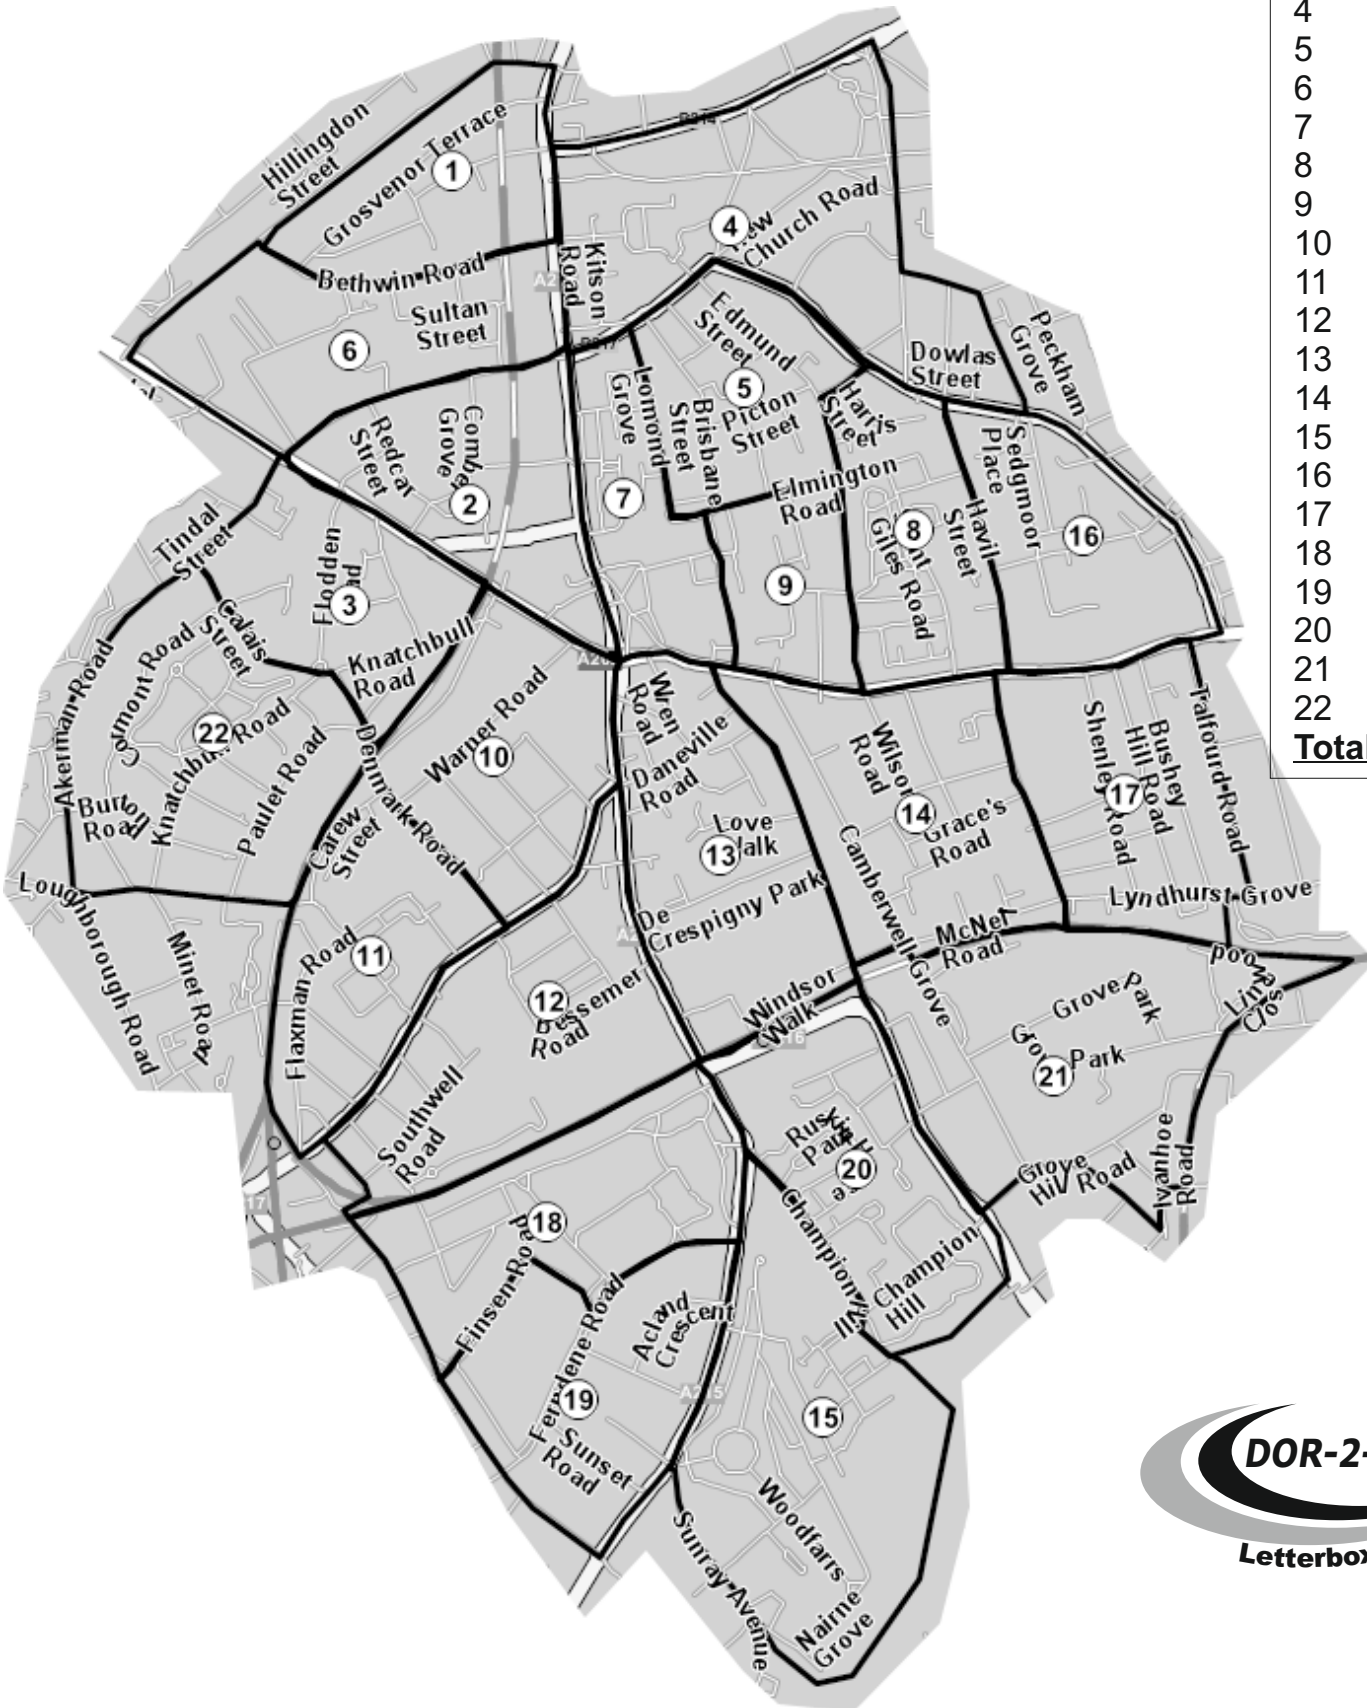 4
5
6
7
8
9
10
11
12
13
14
15
16
17
18
19
20
21
22
Total
Hillingdon
Street
Grosvenor Terrace
1
Bethwin Road
Sultan
Street
6
A2
Kitson
Road
4
Church Road
Edmund
Street
5
Picton
Street
Brisbane
Street
Lomond
Grove
7
Harris
Street
Dowlas
Street
Peckham
Grove
Sedgmoor
Place
16
Havil
Street
8
Giles Road
Elmington
Road
9
Redcar
Street
Comber
Grove
2
Tindal
Street
Flodden
3
Calais
Street
Knatchbull
Road
Cormont Road
Akerman Road
22
Knatchbull Road
Paulet Road
Burton
Road
Denmark Road
Carew
Street
Warner Road
10
Wren
Road
Daneville
Road
Love
Walk
13
De
Crespigny Park
Wilson
Road
14
Grace's
Road
Camberwell Grove
McNeil
Road
Shenley Road
17
Bushey
Hill Road
Talfourd Road
Lyndhurst Grove
Loughborough Road
Minet Road
Flaxman Road
11
12
Bessemer
Road
Southwell
Road
Windsor
Walk
Grove Park
Grove Park
21
Grove
Hill Road
Ivanhoe
Road
20
Champion Hill
Champion
Hill
18
Finsen Road
Ferndene Road
Acland
Crescent
A215
19
Sunset
Road
15
Woodfarrs
Sunray Avenue
Nairne
Grove
DOR-2-
Letterbox